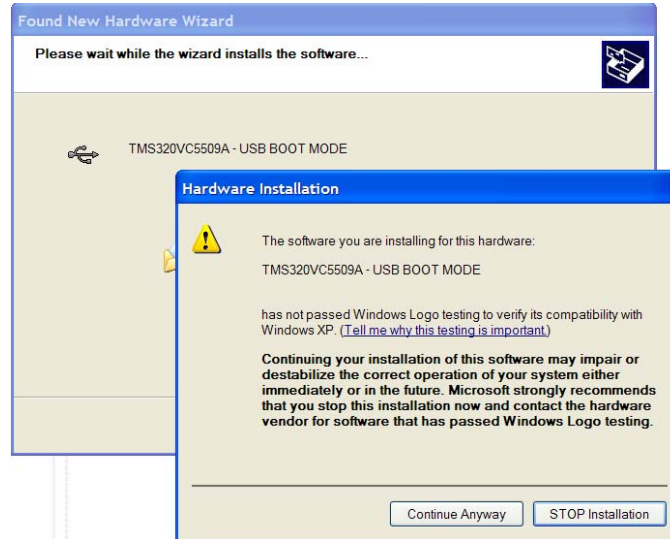 Found New Hardware Wizard
Please wait while the wizard installs the software...
TMS320VC5509A - USB BOOT MODE
Hardware Installation
The software you are installing for this hardware:
TMS320VC5509A - USB BOOT MODE
has not passed Windows Logo testing to verify its compatibility with
Windows XP. (Tell me why this testing is important.)
Continuing your installation of this software may impair or
destabilize the correct operation of your system either
immediately or in the future. Microsoft strongly recommends
that you stop this installation now and contact the hardware
vendor for software that has passed Windows Logo testing.
Continue Anyway
STOP Installation